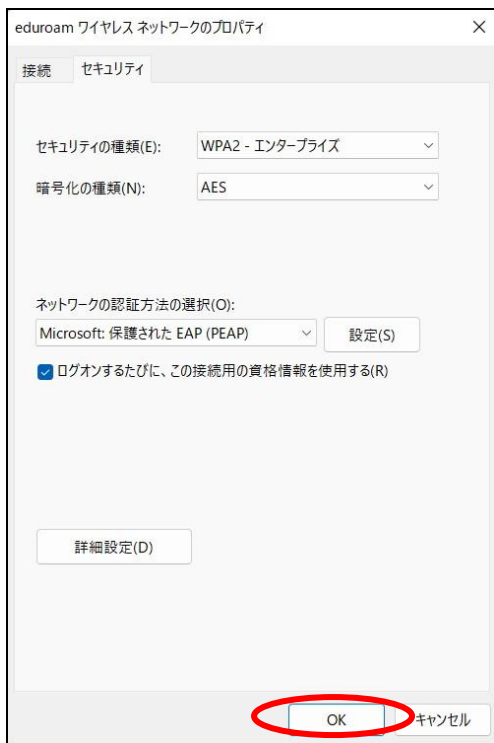 eduroam ワイヤレス ネットワークのプロパティ
接続 セキュリティ
セキュリティの種類(E): WPA2 - エンタープライズ
暗号化の種類(N): AES
ネットワークの認証方法の選択(O):
Microsoft: 保護された EAP (PEAP) 設定(S)
ログオンするたびに、この接続用の資格情報を使用する(R)
詳細設定(D)
OK キャンセル